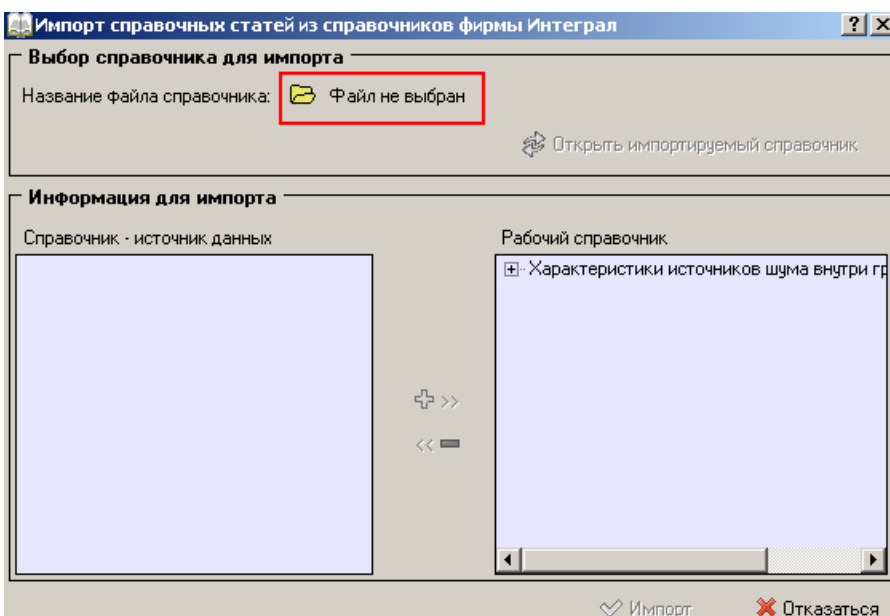 Импорт справочных статей из справочников фирмы Интеграл
Выбор справочника для импорта
Название файла справочника: Файл не выбран
Открыть импортируемый справочник
Информация для импорта
Справочник - источник данных
Рабочий справочник
Характеристики источников шума внутри гр
>>
<<
Импорт Отказаться